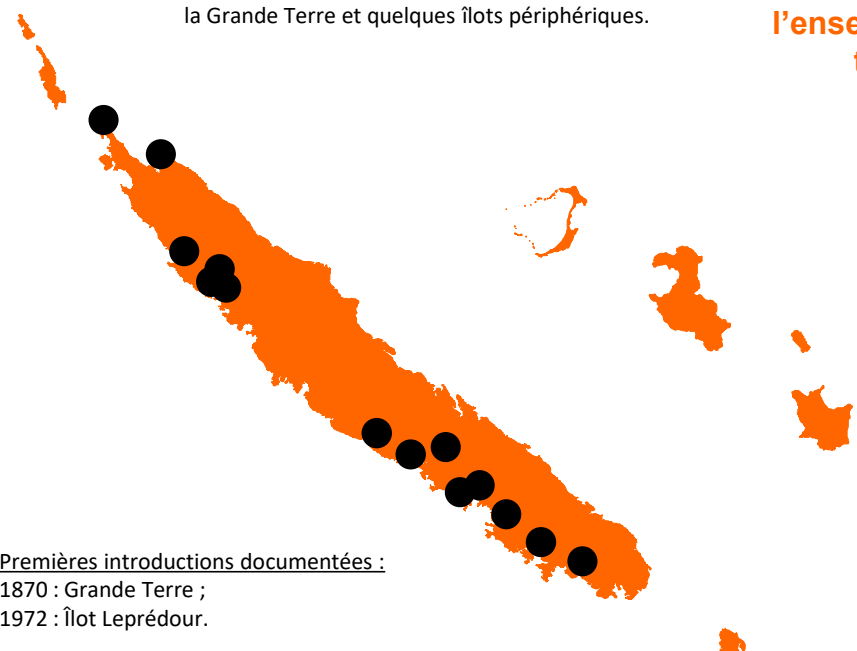 la Grande Terre et quelques îlots périphériques.
Premières introductions documentées :
1870 : Grande Terre ;
1972 : Îlot Leprédour.